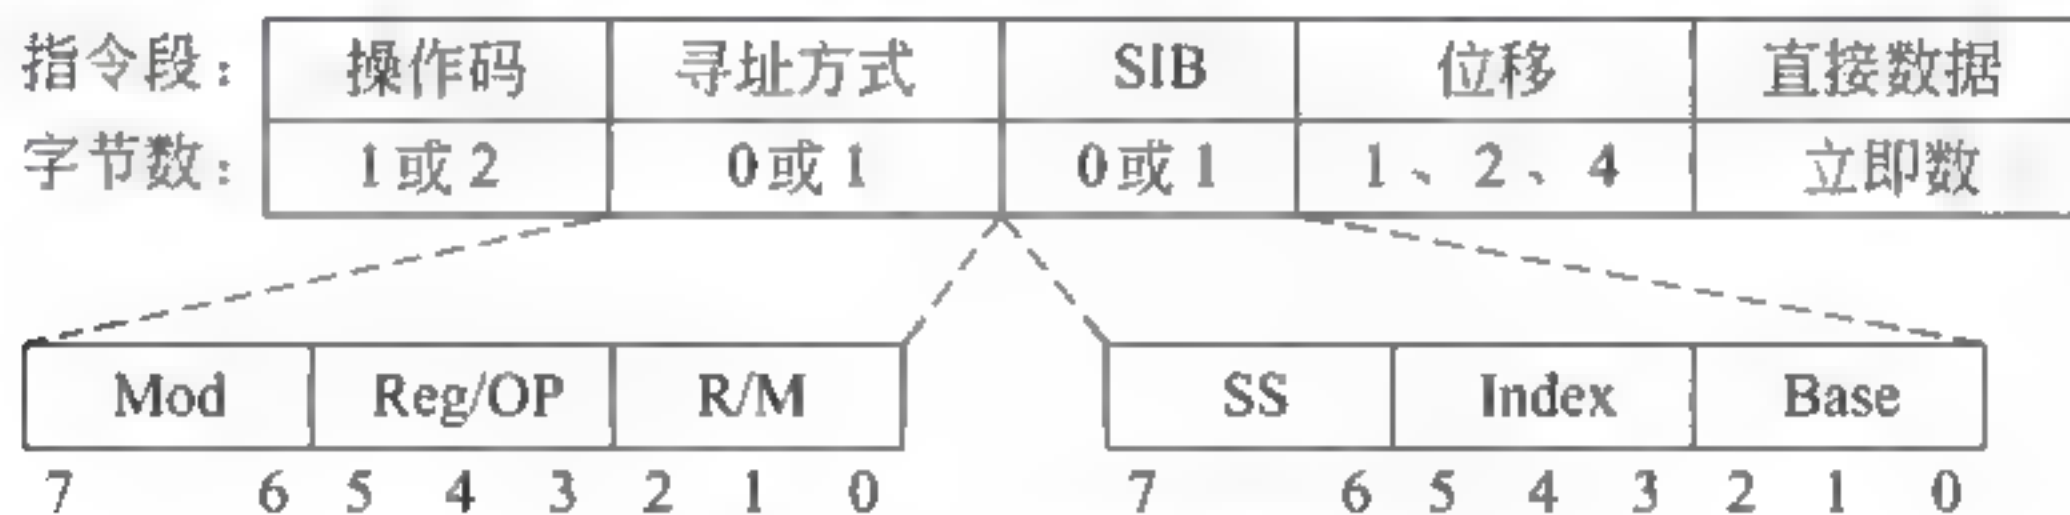 指令段： 操作码 寻址方式 SIB 位移 直接数据
字节数： 1或2 0或1 0或1 1、2、4 立即数
Mod Reg/OP R/M SS Index Base
7 6 5 4 3 2 1 0 7 6 5 4 3 2 1 0